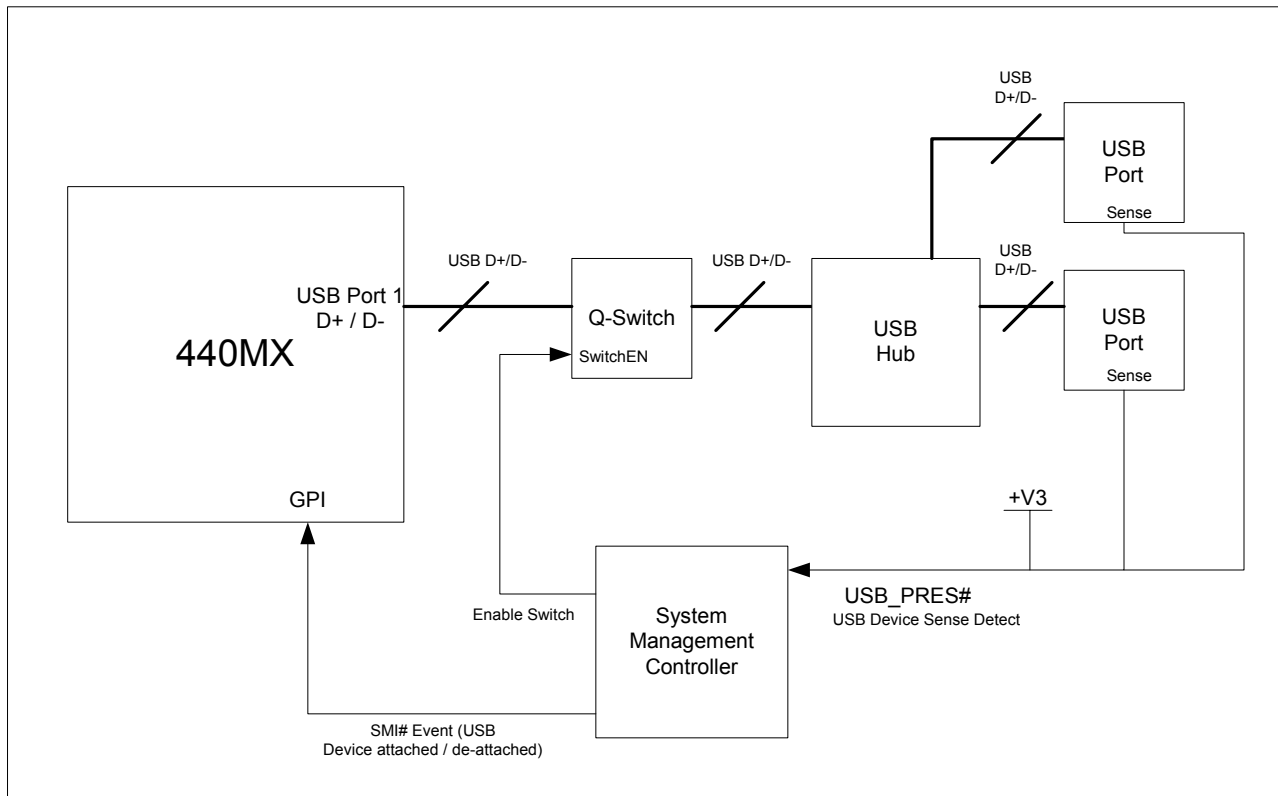 USB
D+/D-
USB
Port
Sense
USB D+/D-
USB D+/D-
USB
D+/D-
USB Port 1
D+ / D-
440MX
Q-Switch
SwitchEN
USB
Hub
USB
Port
Sense
GPI
+V3
USB_PRES#
USB Device Sense Detect
Enable Switch
System
Management
Controller
SMI# Event (USB
Device attached / de-attached)